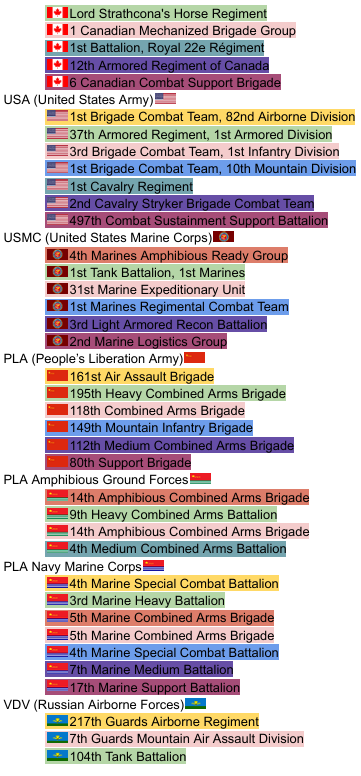 Lord Strathcona's Horse Regiment
1 Canadian Mechanized Brigade Group
1st Battalion, Royal 22e Régiment
12th Armored Regiment of Canada
6 Canadian Combat Support Brigade
USA (United States Army)
1st Brigade Combat Team, 82nd Airborne Division
37th Armored Regiment, 1st Armored Division
3rd Brigade Combat Team, 1st Infantry Division
1st Brigade Combat Team, 10th Mountain Division
1st Cavalry Regiment
2nd Cavalry Stryker Brigade Combat Team
497th Combat Sustainment Support Battalion
USMC (United States Marine Corps)
4th Marines Amphibious Ready Group
1st Tank Battalion, 1st Marines
31st Marine Expeditionary Unit
1st Marines Regimental Combat Team
3rd Light Armored Recon Battalion
2nd Marine Logistics Group
PLA (People's Liberation Army)
161st Air Assault Brigade
195th Heavy Combined Arms Brigade
118th Combined Arms Brigade
149th Mountain Infantry Brigade
112th Medium Combined Arms Brigade
80th Support Brigade
PLA Amphibious Ground Forces
14th Amphibious Combined Arms Brigade
9th Heavy Combined Arms Battalion
14th Amphibious Combined Arms Brigade
4th Medium Combined Arms Battalion
PLA Navy Marine Corps
4th Marine Special Combat Battalion
3rd Marine Heavy Battalion
5th Marine Combined Arms Brigade
5th Marine Combined Arms Brigade
4th Marine Special Combat Battalion
7th Marine Medium Battalion
17th Marine Support Battalion
VDV (Russian Airborne Forces)
217th Guards Airborne Regiment
7th Guards Mountain Air Assault Division
104th Tank Battalion